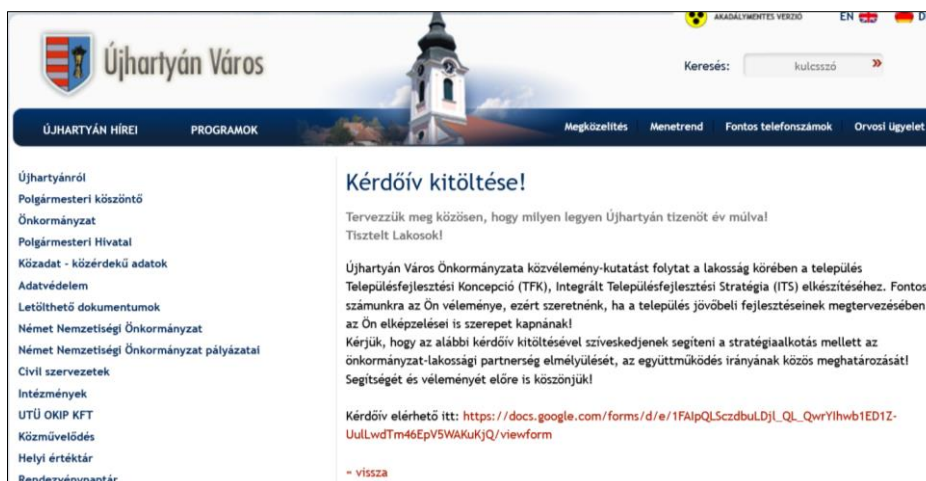 AKADÁLYMENTES VERZIÓ EN D
Újhartyán Város
Keresés: kulcsszó »
ÚJHARTYÁN HÍREI PROGRAMOK Megközelítés Menetrend Fontos telefonszámok Orvosi ügyelet
Újhartyánról
Polgármesteri köszöntő
Önkormányzat
Polgármesteri Hivatal
Közadat - közérdekű adatok
Adatvédelem
Letölthető dokumentumok
Német Nemzetiségi Önkormányzat
Német Nemzetiségi Önkormányzat pályázatai
Civil szervezetek
Intézmények
UTÜ OKIP KFT
Közművelődés
Helyi értéktár
Rendezvénynaptár
Kérdőív kitöltése!
Tervezzük meg közösen, hogy milyen legyen Újhartyán tizenöt év múlva!
Tisztelt Lakosok!
Újhartyán Város Önkormányzata közvélemény-kutatást folytat a lakosság körében a település
Településfejlesztési Koncepció (TFK), Integrált Településfejlesztési Stratégia (ITS) elkészítéséhez. Fontos
számunkra az Ön véleménye, ezért szeretnénk, ha a település jövőbeli fejlesztéseinek megtervezésében
az Ön elképzelései is szerepet kapnának!
Kérjük, hogy az alábbi kérdőív kitöltésével szíveskedjenek segíteni a stratégiaalkotás mellett az
önkormányzat-lakossági partnerség elmélyülését, az együttműködés irányának közös meghatározását!
Segítségét és véleményét előre is köszönjük!
Kérdőív elérhető itt: https://docs.google.com/forms/d/e/1FAIpQLSczdbuLDjl_QL_QwrYIhwb1ED1Z-
UulLwdTm46EpV5WAKuKjQ/viewform
« vissza